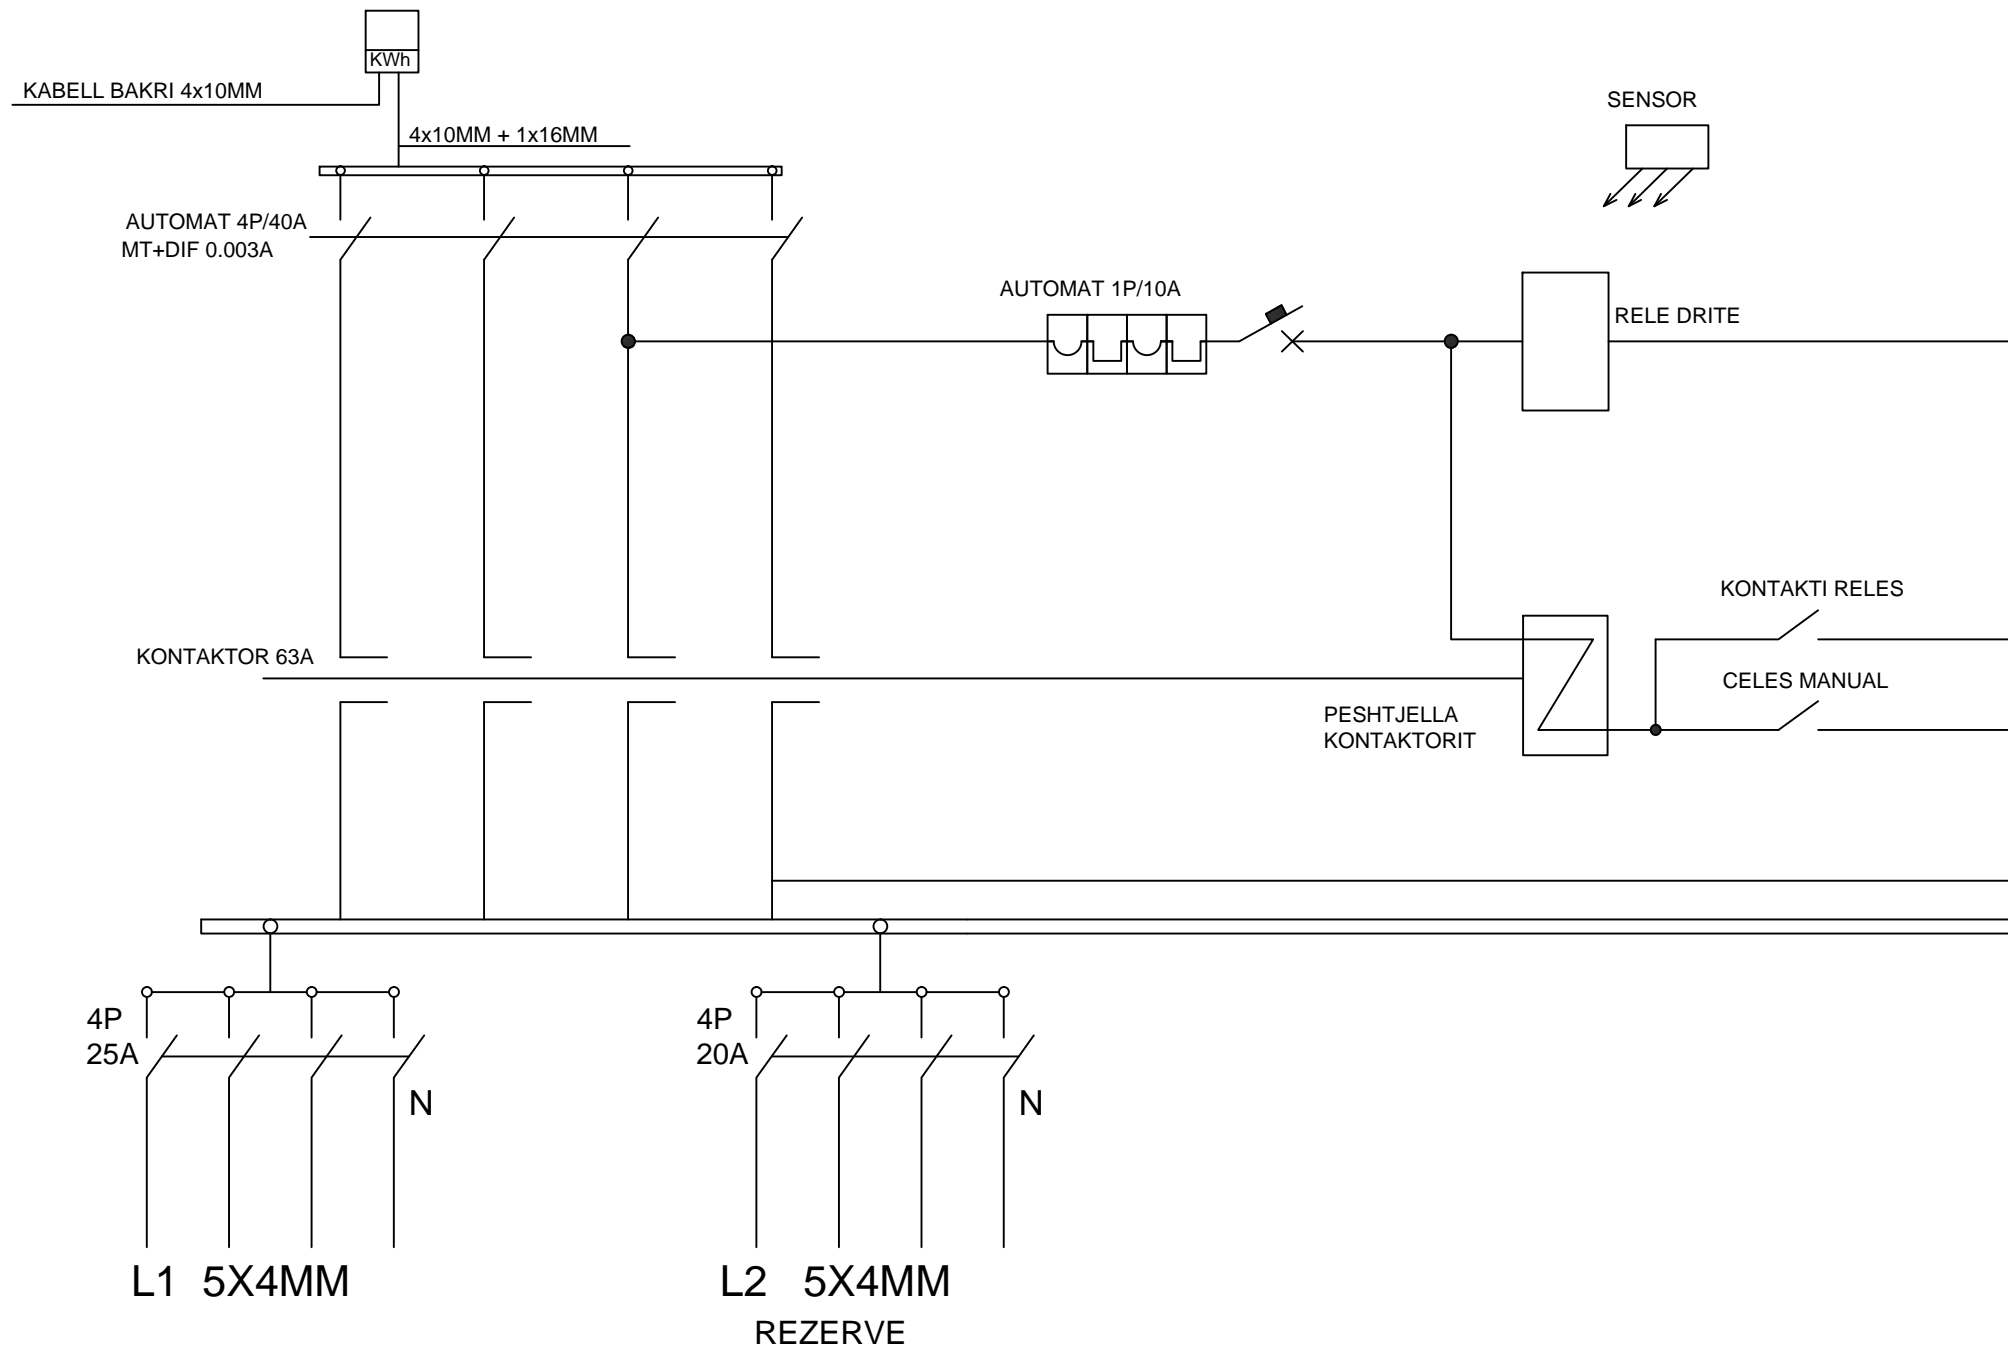 KWh
KABELL BAKRI 4x10MM
SENSOR
4x10MM + 1x16MM
AUTOMAT 4P/40A
MT+DIF 0.003A
AUTOMAT 1P/10A
RELE DRITE
KONTAKTI RELES
KONTAKTOR 63A
CELES MANUAL
PESHTJELLA
KONTAKTORIT
4P
25A
N
4P
20A
N
L1 5X4MM
L2 5X4MM
REZERVE